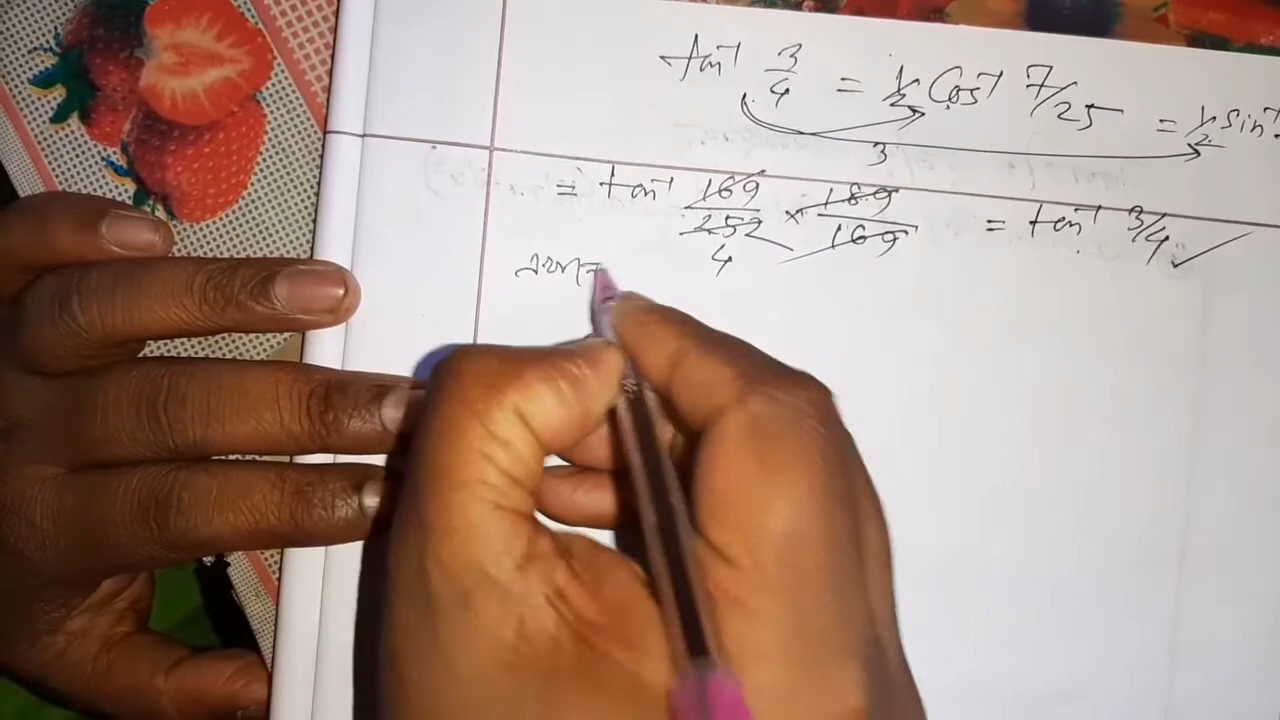 tan⁻¹ 3/4 = 1/2 Cos⁻¹ 7/25 = 1/2 sin⁻¹
= tan⁻¹ 169/252 × 189/169 = tan⁻¹ 3/4 ✓
3
4